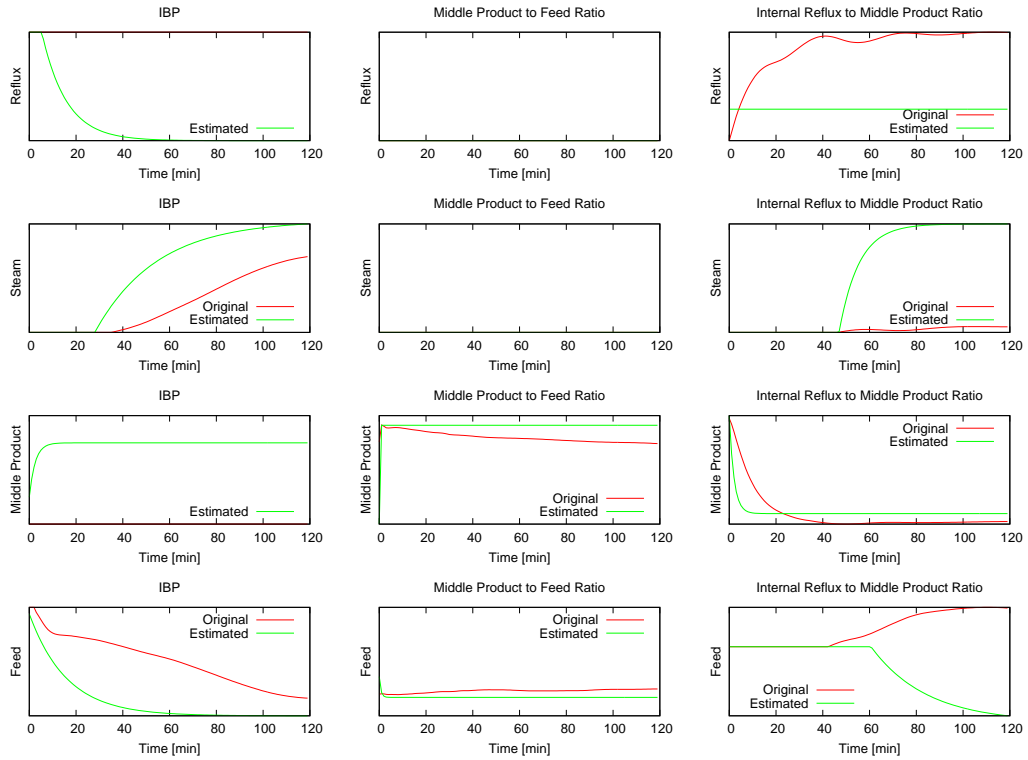 IBP
Reflux
Estimated
0 20 40 60 80 100 120
Time [min]
Middle Product to Feed Ratio
Reflux
0 20 40 60 80 100 120
Time [min]
Internal Reflux to Middle Product Ratio
Reflux
Original
Estimated
0 20 40 60 80 100 120
Time [min]
IBP
Steam
Original
Estimated
0 20 40 60 80 100 120
Time [min]
Middle Product to Feed Ratio
Steam
0 20 40 60 80 100 120
Time [min]
Internal Reflux to Middle Product Ratio
Steam
Original
Estimated
0 20 40 60 80 100 120
Time [min]
IBP
Middle Product
Estimated
0 20 40 60 80 100 120
Time [min]
Middle Product to Feed Ratio
Middle Product
Original
Estimated
0 20 40 60 80 100 120
Time [min]
Internal Reflux to Middle Product Ratio
Middle Product
Original
Estimated
0 20 40 60 80 100 120
Time [min]
IBP
Feed
Original
Estimated
0 20 40 60 80 100 120
Time [min]
Middle Product to Feed Ratio
Feed
Original
Estimated
0 20 40 60 80 100 120
Time [min]
Internal Reflux to Middle Product Ratio
Feed
Original
Estimated
0 20 40 60 80 100 120
Time [min]